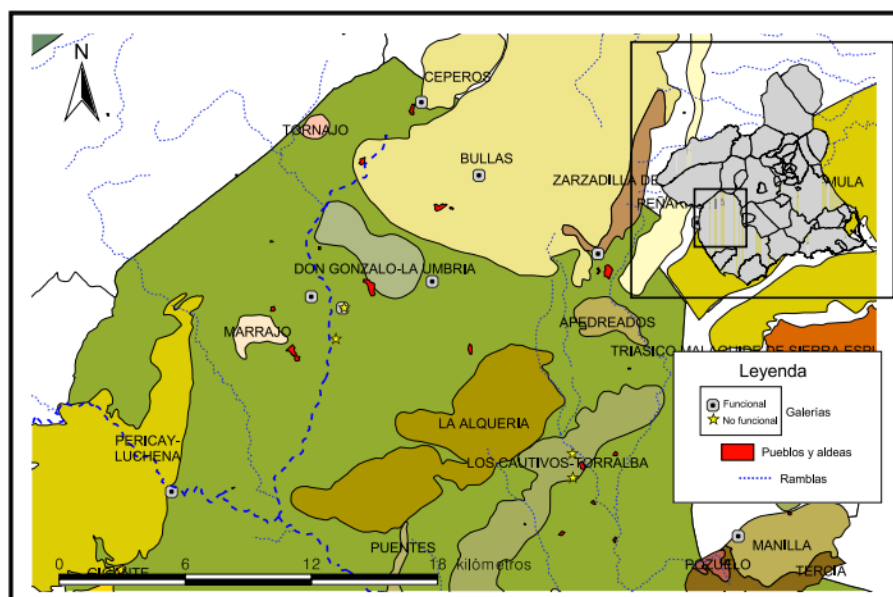 N
CEPEROS
TORNAJO
BULLAS
ZARZADILLA DE
MULA
DON GONZALO-LA UMBRIA
MARRAJO
APEDREADOS
TRIASICO MALAGUIDE DE SIERRA ESPU
Leyenda
Funcional
No funcional
Galerías
Pueblos y aldeas
Ramblas
LA ALQUERIA
PERICAY-
LUCHENA
LOS CAUTIVOS-TORRALBA
PUENTES
MANILLA
POZUELO
TERCIA
0 6 12 18 kilómetros